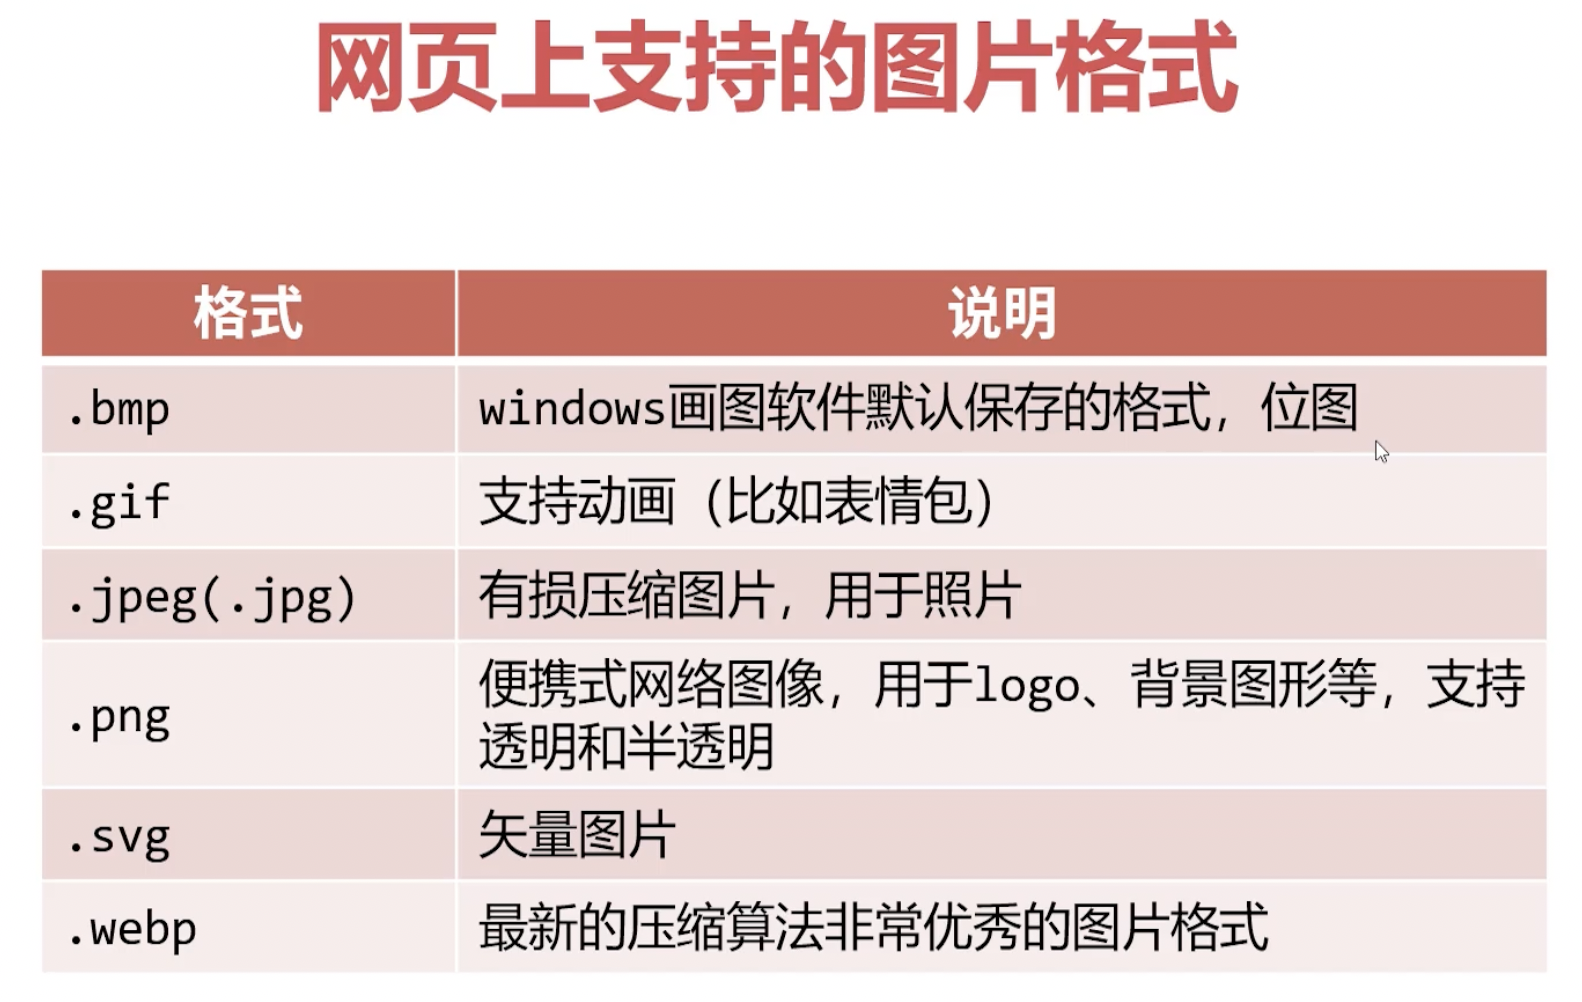 网页上支持的图片格式
格式 说明
.bmp windows画图软件默认保存的格式，位图
.gif 支持动画（比如表情包）
.jpeg(.jpg) 有损压缩图片，用于照片
.png 便携式网络图像，用于logo、背景图形等，支持
透明和半透明
.svg 矢量图片
.webp 最新的压缩算法非常优秀的图片格式